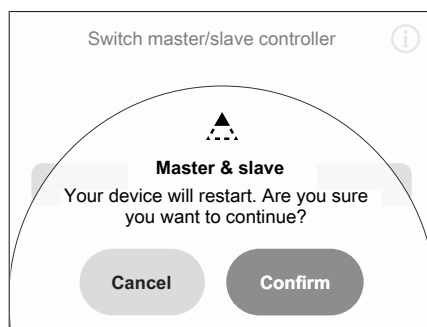 Switch master/slave controller
i
Master & slave
Your device will restart. Are you sure
you want to continue?
Cancel
Confirm